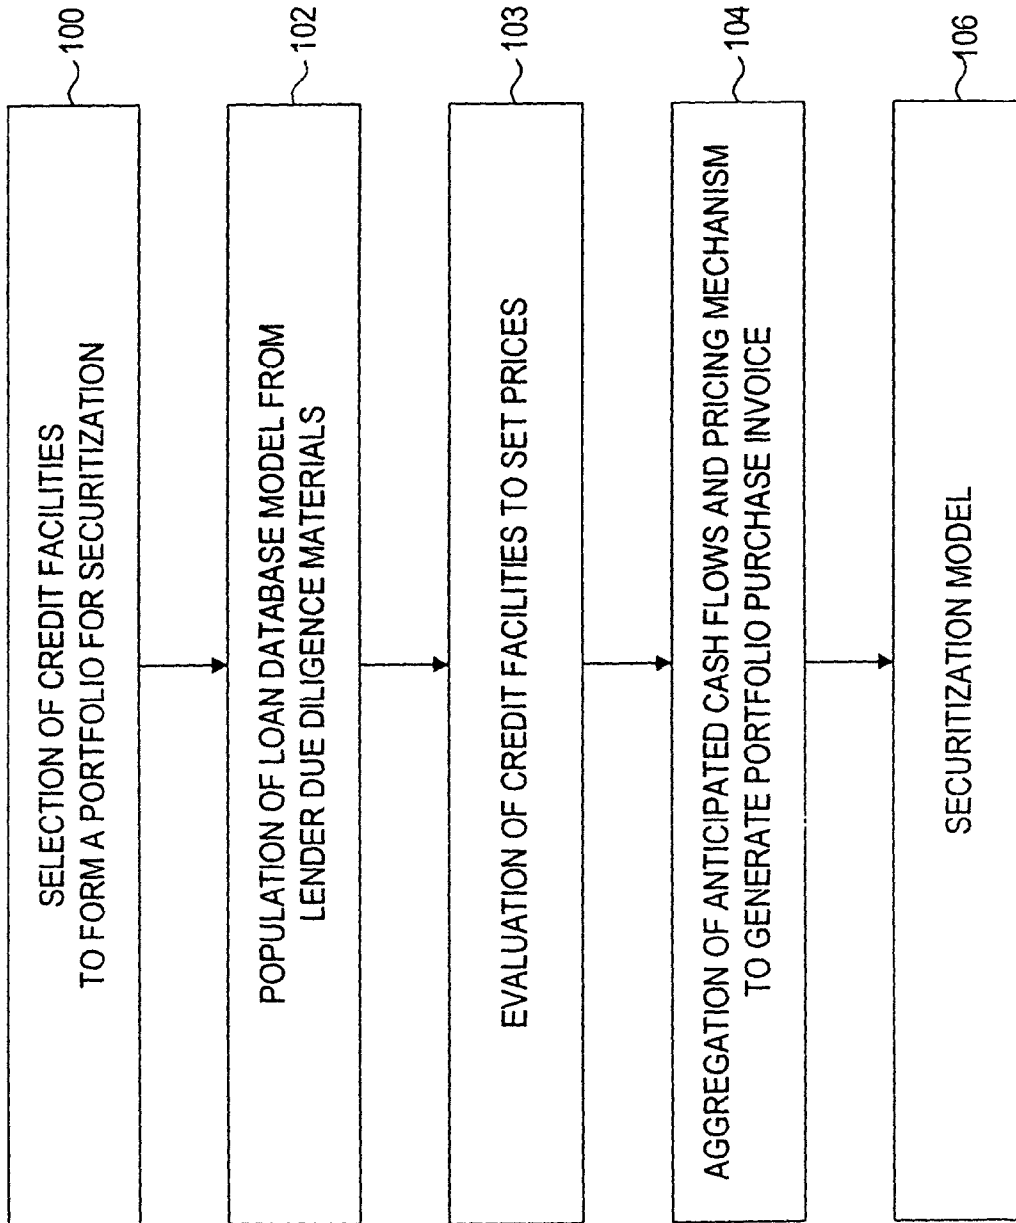 SELECTION OF CREDIT FACILITIES
TO FORM A PORTFOLIO FOR SECURITIZATION
100
POPULATION OF LOAN DATABASE MODEL FROM
LENDER DUE DILIGENCE MATERIALS
102
EVALUATION OF CREDIT FACILITIES TO SET PRICES
103
AGGREGATION OF ANTICIPATED CASH FLOWS AND PRICING MECHANISM
TO GENERATE PORTFOLIO PURCHASE INVOICE
104
SECURITIZATION MODEL
106